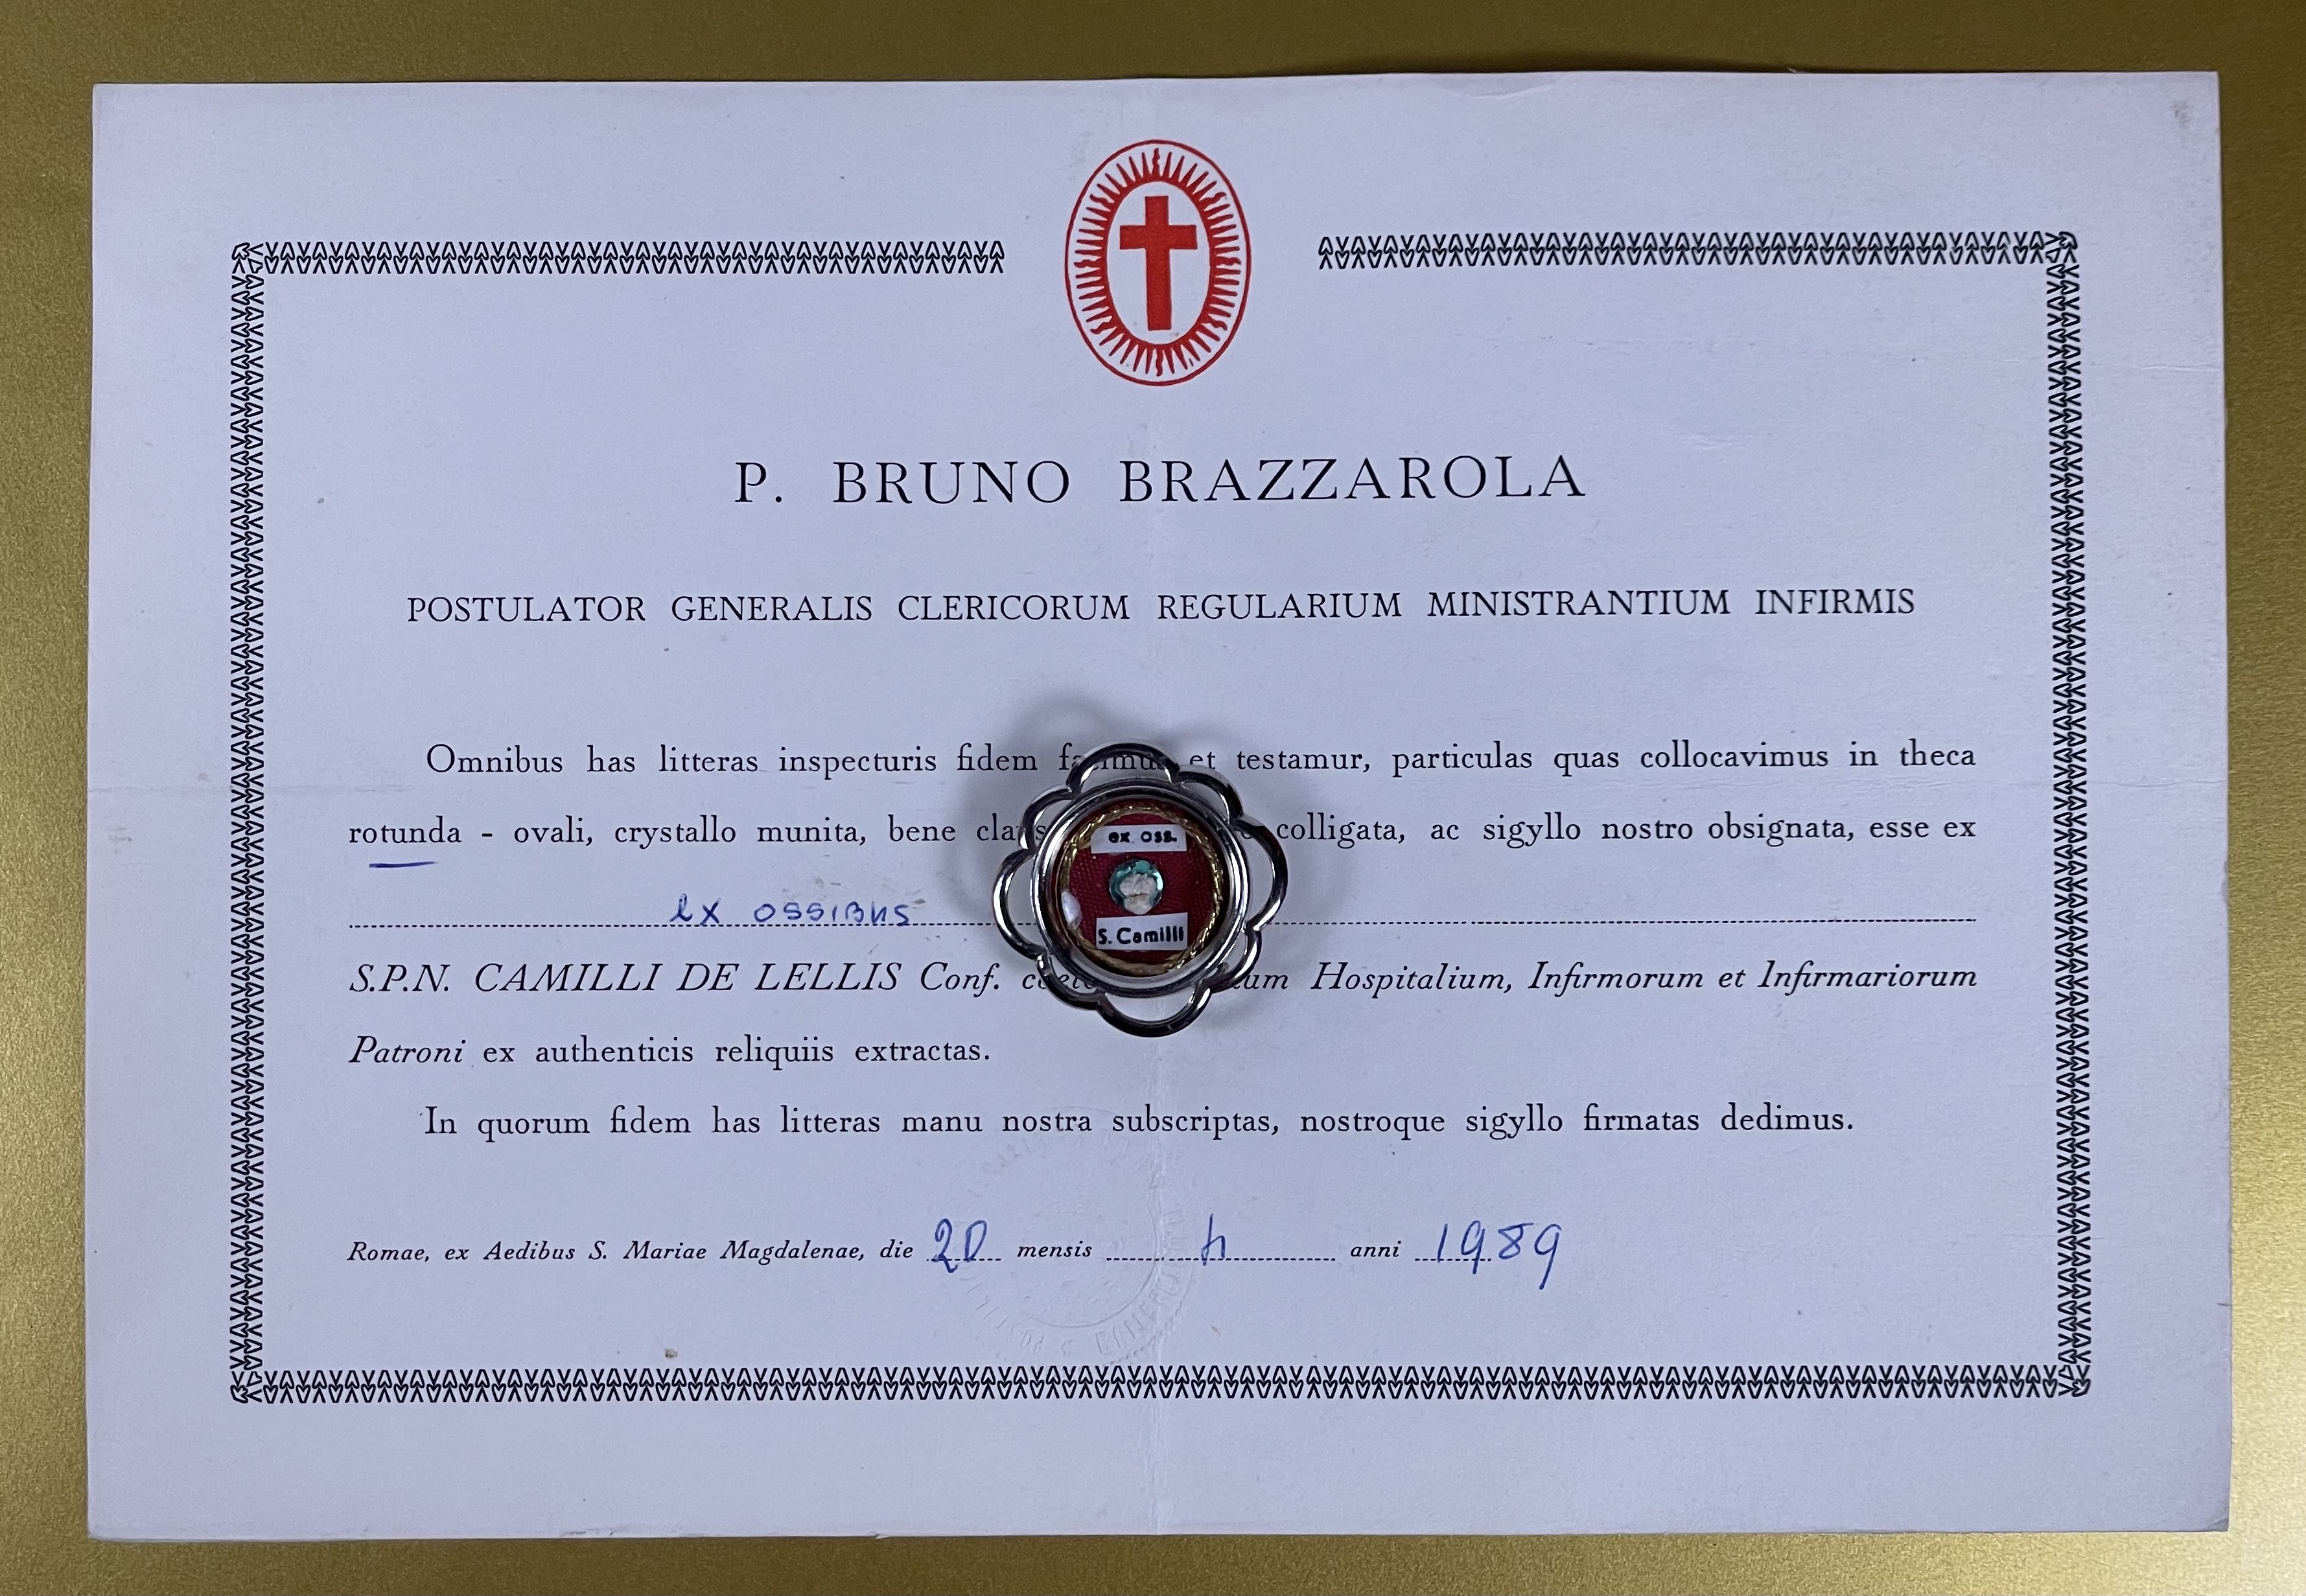 P. BRUNO BRAZZAROLA
POSTULATOR GENERALIS CLERICORUM REGULARIUM MINISTRANTIUM INFIRMIS
Omnibus has litteras inspecturis fidem et testamur, particulas quas collocavimus in theca
rotunda - ovali, crystallo munita, bene colligata, ac sigyllo nostro obsignata, esse ex
ex oss.
ex ossibus
S. Camilli
S.P.N. CAMILLI DE LELLIS Conf. Hospitalium, Infirmorum et Infirmariorum
Patroni ex authenticis reliquiis extractas.
In quorum fidem has litteras manu nostra subscriptas, nostroque sigyllo firmatas dedimus.
Romae, ex Aedibus S. Mariae Magdalenae, die 20 mensis 4 anni 1989